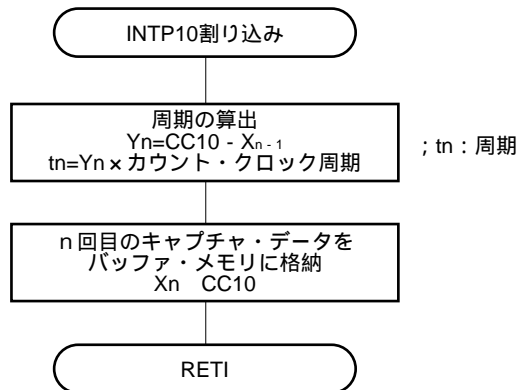 INTP10割り込み
周期の算出
Yn=CC10 - Xn - 1
tn=Yn×カウント・クロック周期
；tn：周期
n回目のキャプチャ・データを
バッファ・メモリに格納
Xn　CC10
RETI